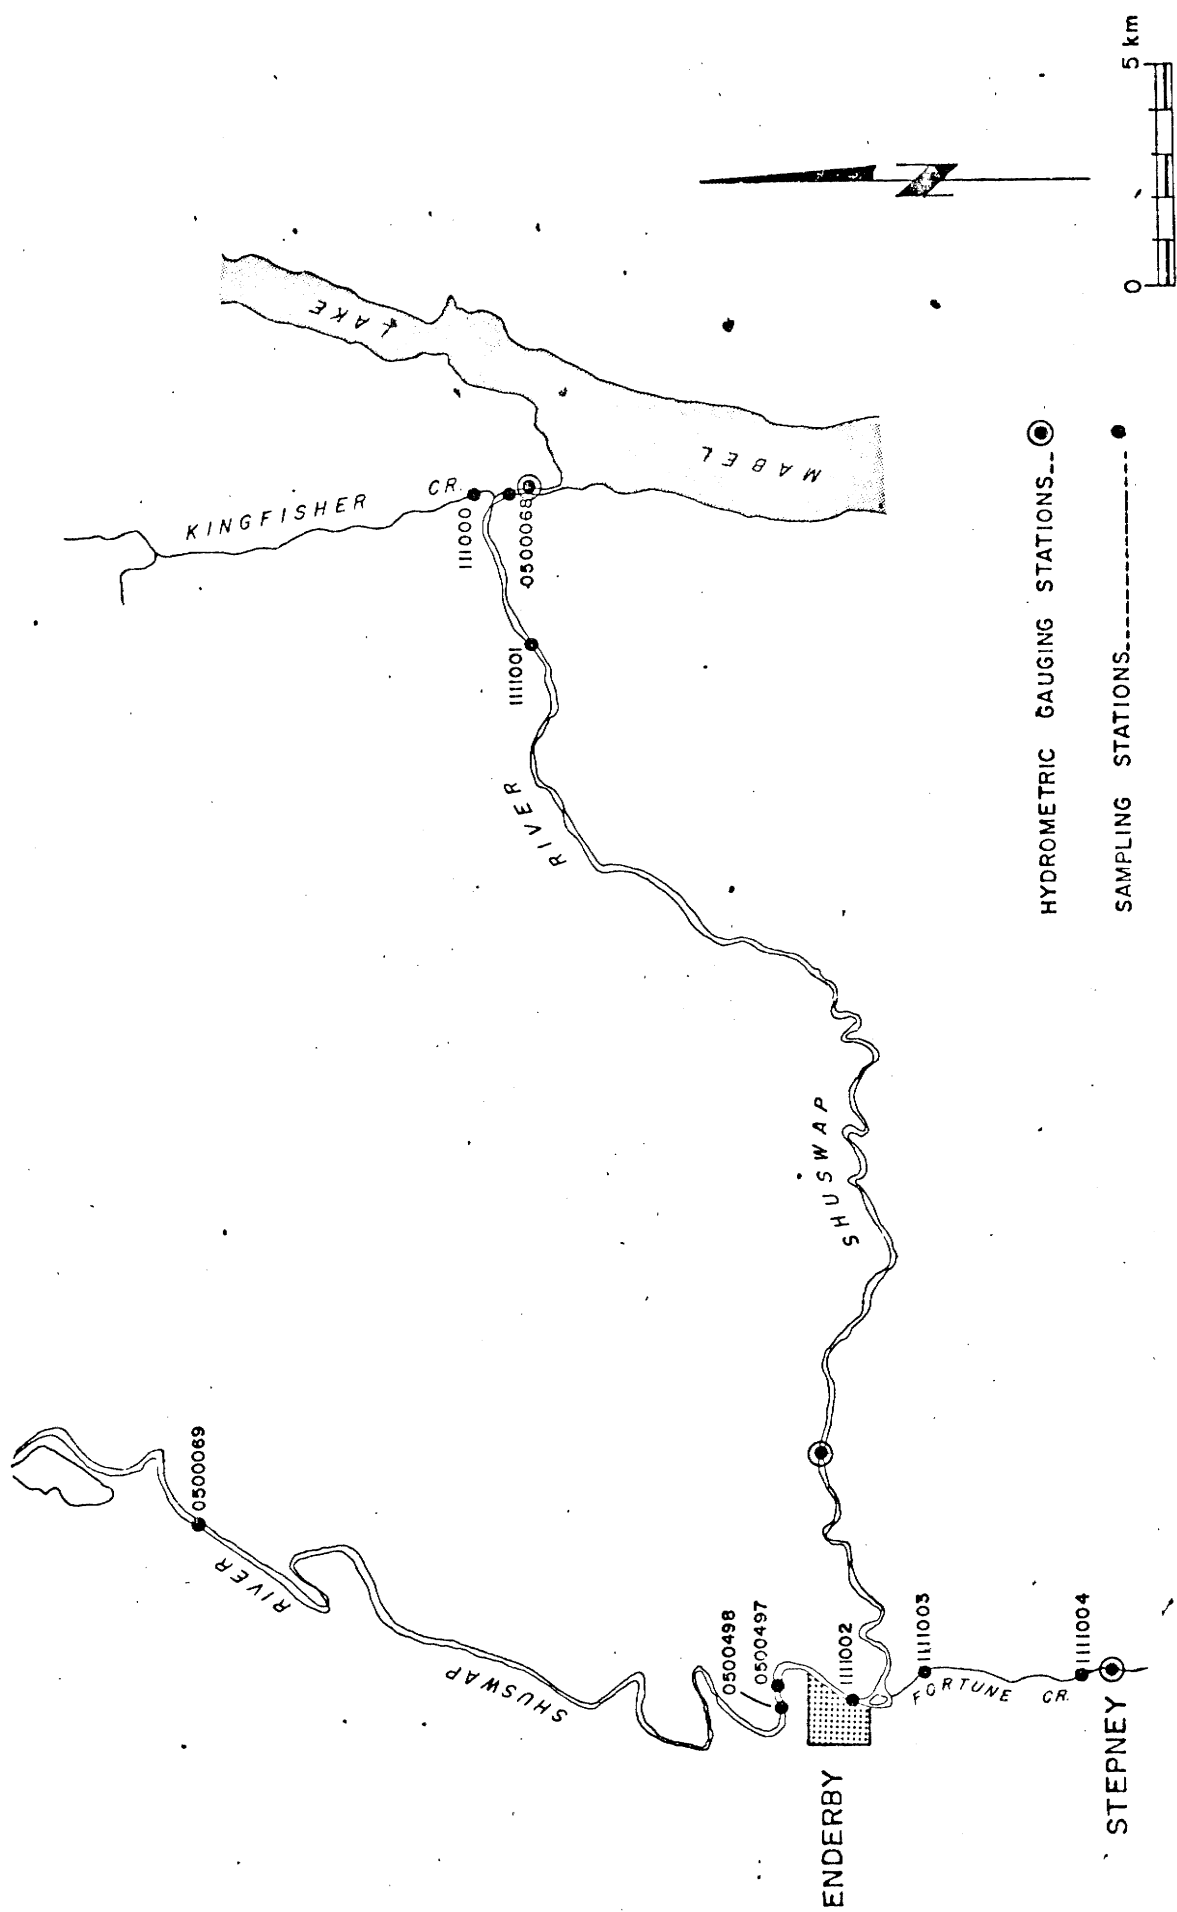 0500069
RIVER
SHUSWAP
0500498
0500497
ENDERBY
1111002
1111003
FORTUNE CR.
1111004
STEPNEY
SHUSWAP
RIVER
1111001
111000
0500068
KINGFISHER CR.
MABEL LAKE
HYDROMETRIC GAUGING STATIONS
SAMPLING STATIONS
0 5 km